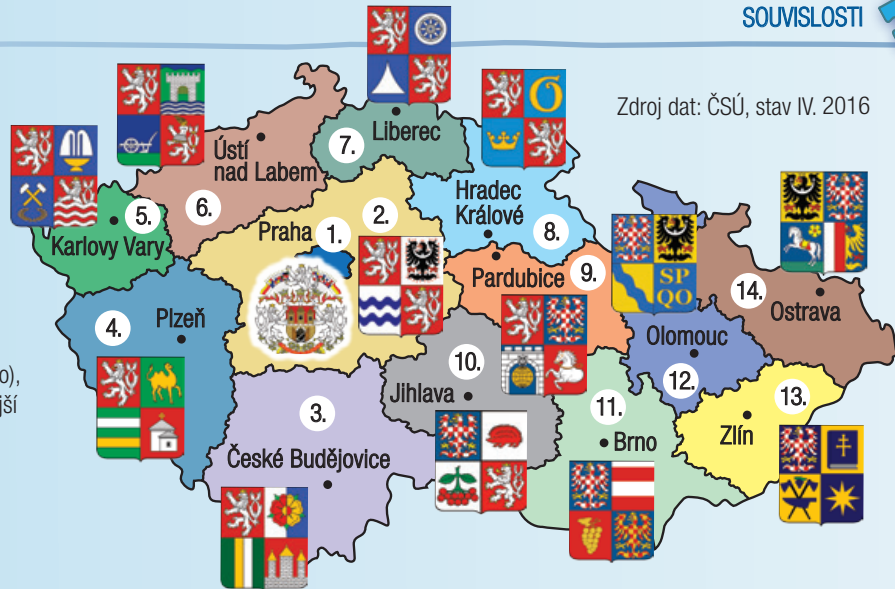 SOUVISLOSTI
Zdroj dat: ČSÚ, stav IV. 2016
7.
Liberec
Ústí
nad Labem
6.
5.
Karlovy Vary
2.
Praha
1.
Hradec
Králové
8.
Pardubice
9.
SP
QO
14.
Ostrava
4.
Plzeň
Olomouc
12.
10.
Jihlava
o),
jší
3.
České Budějovice
11.
Brno
13.
Zlín